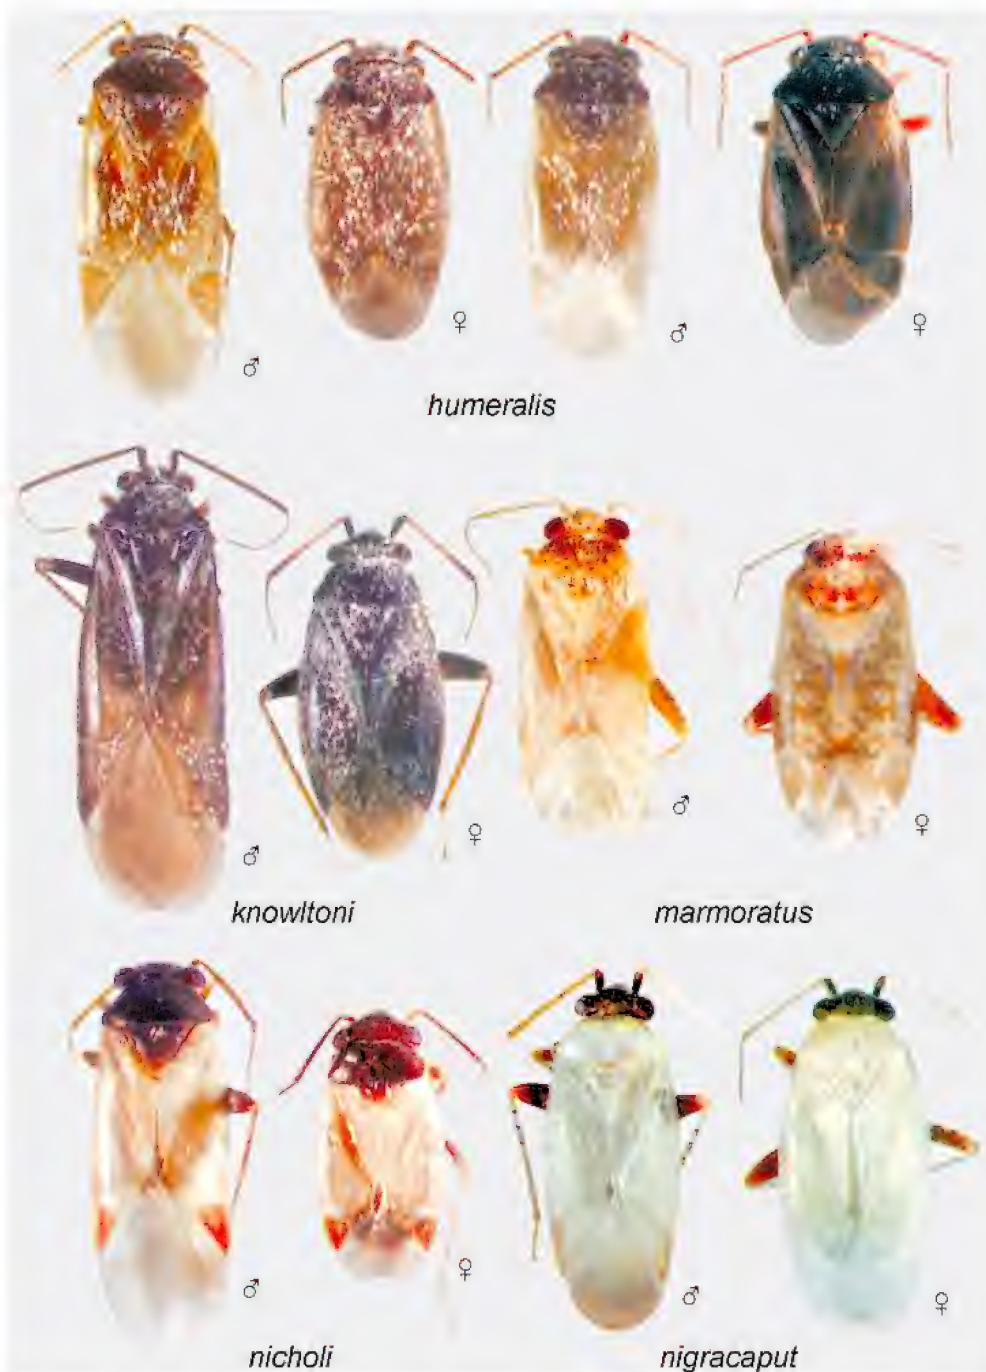 ♂ ♀ ♂ ♀
humeralis
♂ ♀ ♂ ♀
knowltoni marmoratus
♂ ♀ ♂ ♀
nicholi nigracaput